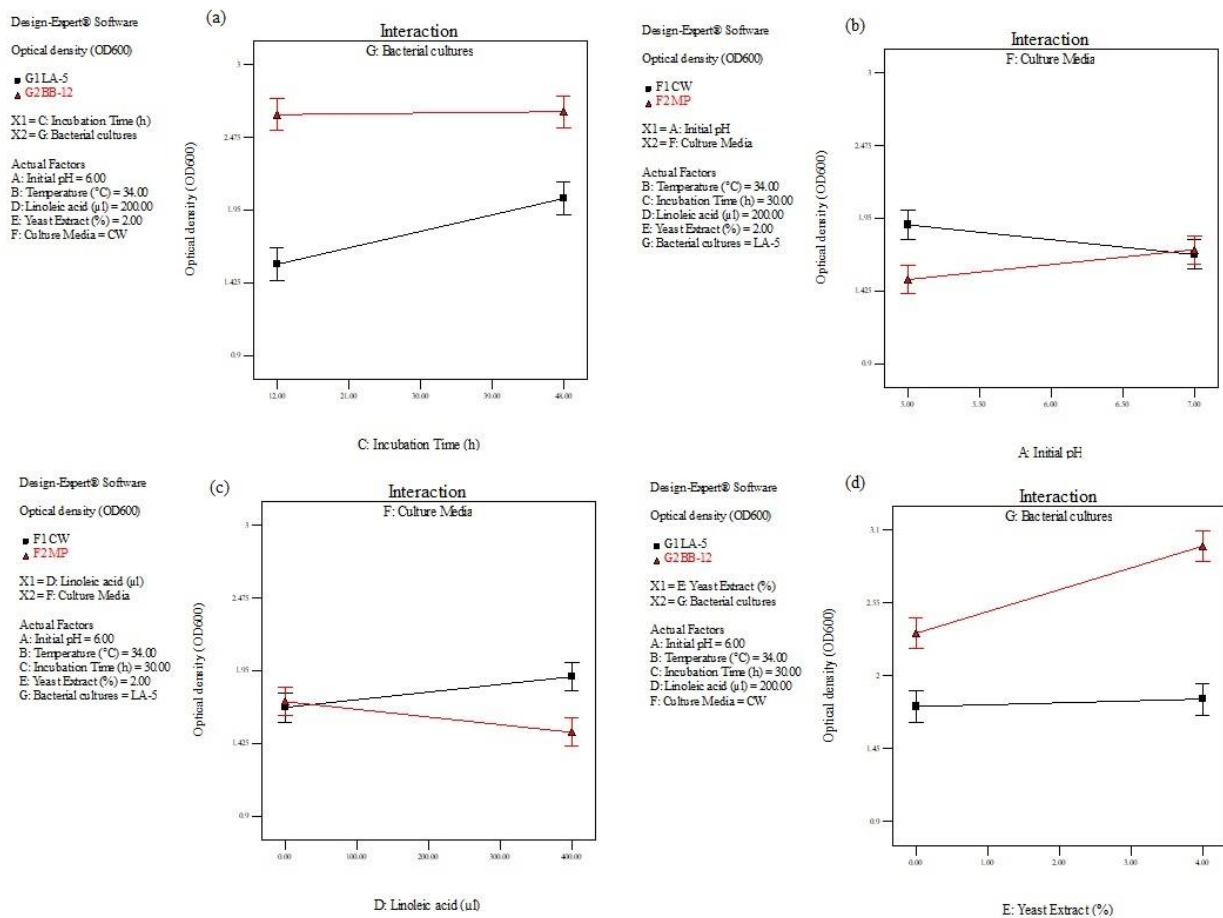 Design-Expert® Software
Optical density (OD600)
G1 LA-5
G2 BB-12
X1 = C: Incubation Time (h)
X2 = G: Bacterial cultures
Actual Factors
A: Initial pH = 6.00
B: Temperature (°C) = 34.00
D: Linoleic acid (µl) = 200.00
E: Yeast Extract (%) = 2.00
F: Culture Media = CW
(a)
Interaction
G: Bacterial cultures
Optical density (OD600)
3
2.475
1.95
1.425
0.9
12.00 21.00 30.00 39.00 48.00
C: Incubation Time (h)
Design-Expert® Software
Optical density (OD600)
F1 CW
F2 MP
X1 = A: Initial pH
X2 = F: Culture Media
Actual Factors
B: Temperature (°C) = 34.00
C: Incubation Time (h) = 30.00
D: Linoleic acid (µl) = 200.00
E: Yeast Extract (%) = 2.00
G: Bacterial cultures = LA-5
(b)
Interaction
F: Culture Media
Optical density (OD600)
3
2.475
1.95
1.425
0.9
5.00 5.50 6.00 6.50 7.00
A: Initial pH
Design-Expert® Software
Optical density (OD600)
F1 CW
F2 MP
X1 = D: Linoleic acid (µl)
X2 = F: Culture Media
Actual Factors
A: Initial pH = 6.00
B: Temperature (°C) = 34.00
C: Incubation Time (h) = 30.00
E: Yeast Extract (%) = 2.00
G: Bacterial cultures = LA-5
(c)
Interaction
F: Culture Media
Optical density (OD600)
3
2.475
1.95
1.425
0.9
0.00 100.00 200.00 300.00 400.00
D: Linoleic acid (µl)
Design-Expert® Software
Optical density (OD600)
G1 LA-5
G2 BB-12
X1 = E: Yeast Extract (%)
X2 = G: Bacterial cultures
Actual Factors
A: Initial pH = 6.00
B: Temperature (°C) = 34.00
C: Incubation Time (h) = 30.00
D: Linoleic acid (µl) = 200.00
F: Culture Media = CW
(d)
Interaction
G: Bacterial cultures
Optical density (OD600)
3.1
2.55
2
1.45
0.9
0.00 1.00 2.00 3.00 4.00
E: Yeast Extract (%)